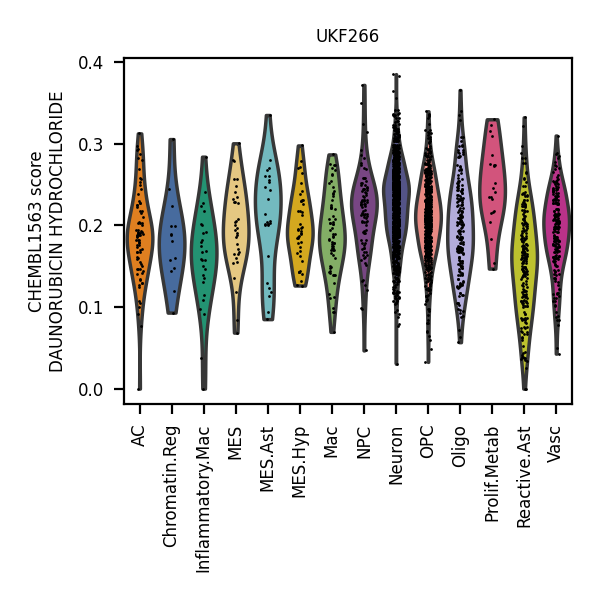 UKF266
CHEMBL1563 score
DAUNORUBICIN HYDROCHLORIDE
0.4
0.3
0.2
0.1
0.0
AC
Chromatin.Reg
Inflammatory.Mac
MES
MES.Ast
MES.Hyp
Mac
NPC
Neuron
OPC
Oligo
Prolif.Metab
Reactive.Ast
Vasc